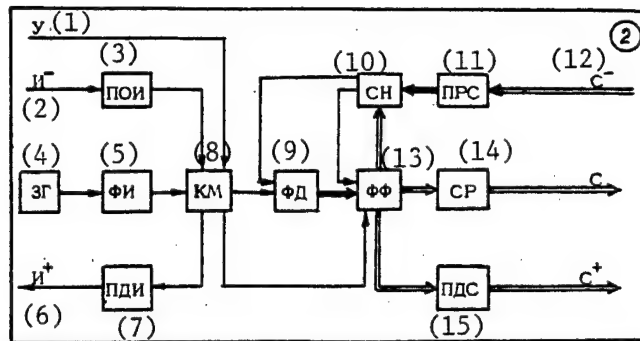 У (1)
2
(3)
И⁻
ПОИ
(2)
(10)
СН
(11)
ПРС
(12)
С⁻
(4)
ЗГ
(5)
ФИ
(8)
КМ
(9)
ФД
(13)
ФФ
(14)
СР
С
И⁺
(6)
ПДИ
(7)
ПДС
(15)
С⁺